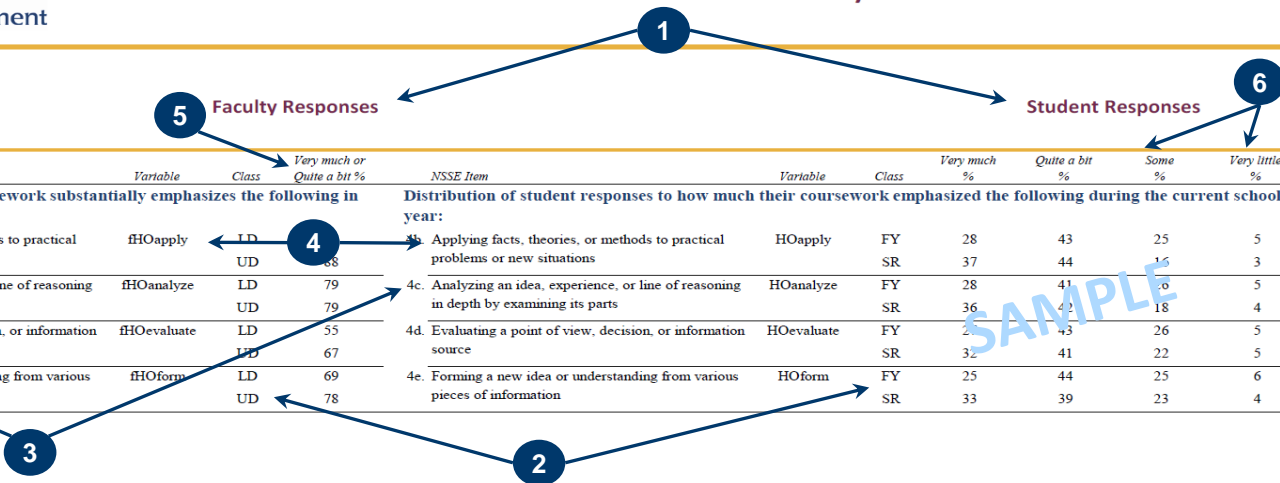 ment
1
6
5
Faculty Responses
Student Responses
Very much or
Very much Quite a bit Some Very little
Variable Class Quite a bit % NSSE Item Variable Class % % % %
ework substantially emphasizes the following in
Distribution of student responses to how much their coursework emphasized the following during the current school
year:
s to practical fHOapply LD 4 4b. Applying facts, theories, or methods to practical HOapply FY 28 43 25 5
UD 88 problems or new situations SR 37 44 16 3
ne of reasoning fHOanalyze LD 79 4c. Analyzing an idea, experience, or line of reasoning HOanalyze FY 28 41 26 5
UD 79 in depth by examining its parts SR 36 42 18 4
SAMPLE
, or information fHOevaluate LD 55 4d. Evaluating a point of view, decision, or information HOevaluate FY 43 26 5
UD 67 source SR 32 41 22 5
ng from various fHOform LD 69 4e. Forming a new idea or understanding from various HOform FY 25 44 25 6
UD 78 pieces of information SR 33 39 23 4
3
2